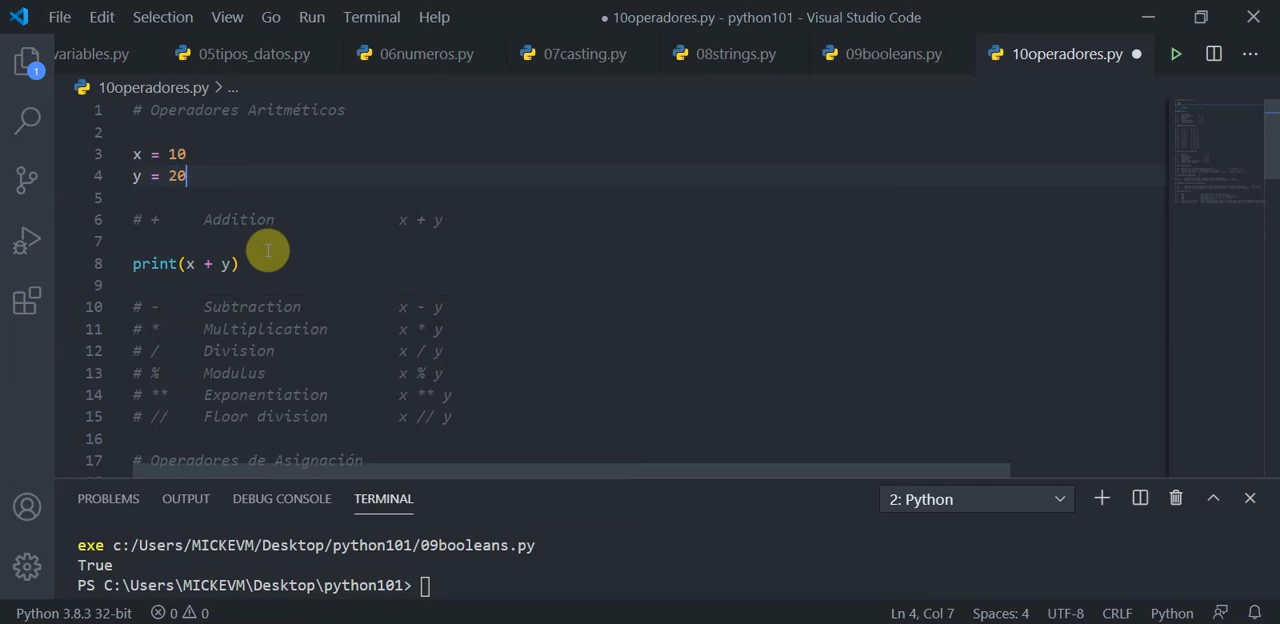 File Edit Selection View Go Run Terminal Help ● 10operadores.py - python101 - Visual Studio Code
variables.py 05tipos_datos.py 06numeros.py 07casting.py 08strings.py 09booleans.py 10operadores.py ●
10operadores.py > ...
1 # Operadores Aritméticos
2
3 x = 10
4 y = 20
5
6 # + Addition x + y
7
8 print(x + y)
9
10 # - Subtraction x - y
11 # * Multiplication x * y
12 # / Division x / y
13 # % Modulus x % y
14 # ** Exponentiation x ** y
15 # // Floor division x // y
16
17 # Operadores de Asignación
1
PROBLEMS OUTPUT DEBUG CONSOLE TERMINAL 2: Python
exe c:/Users/MICKEVM/Desktop/python101/09booleans.py
True
PS C:\Users\MICKEVM\Desktop\python101>
Python 3.8.3 32-bit 0 0 Ln 4, Col 7 Spaces: 4 UTF-8 CRLF Python